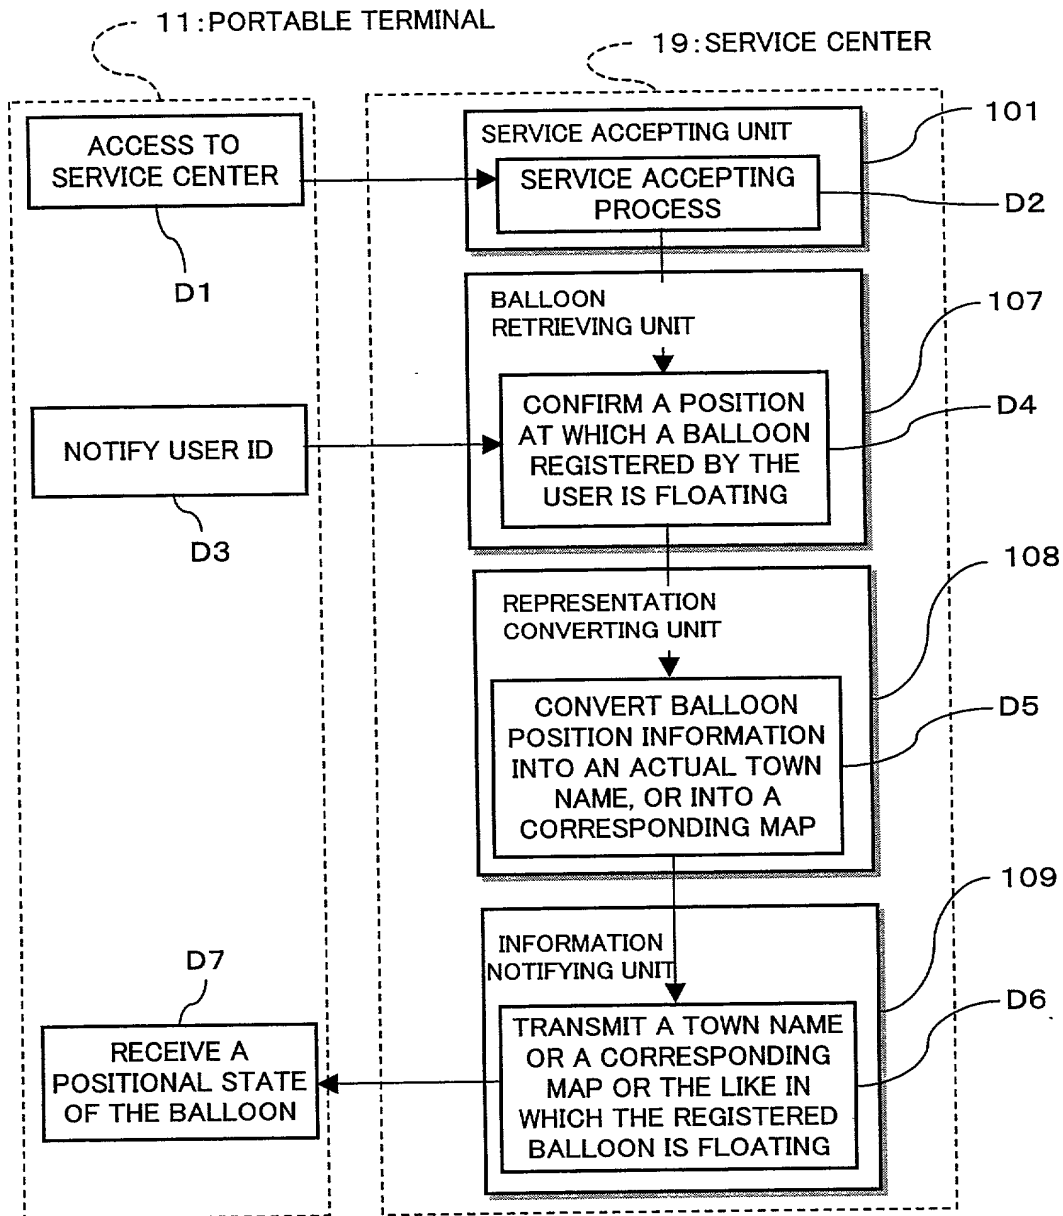 11:PORTABLE TERMINAL
19:SERVICE CENTER
ACCESS TO
SERVICE CENTER
D1
SERVICE ACCEPTING UNIT
101
SERVICE ACCEPTING
PROCESS
D2
BALLOON
RETRIEVING UNIT
107
NOTIFY USER ID
D3
CONFIRM A POSITION
AT WHICH A BALLOON
REGISTERED BY THE
USER IS FLOATING
D4
REPRESENTATION
CONVERTING UNIT
108
CONVERT BALLOON
POSITION INFORMATION
INTO AN ACTUAL TOWN
NAME, OR INTO A
CORRESPONDING MAP
D5
INFORMATION
NOTIFYING UNIT
109
D7
RECEIVE A
POSITIONAL STATE
OF THE BALLOON
TRANSMIT A TOWN NAME
OR A CORRESPONDING
MAP OR THE LIKE IN
WHICH THE REGISTERED
BALLOON IS FLOATING
D6